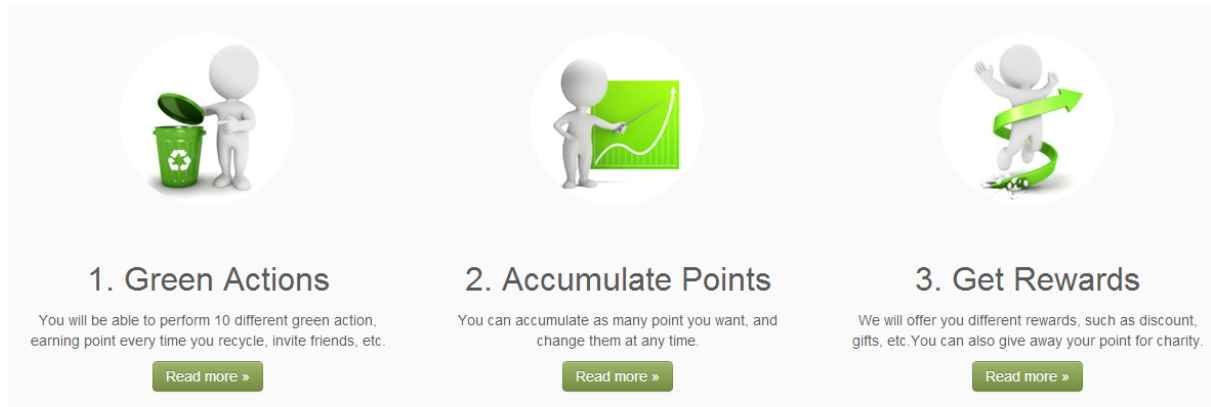 1. Green Actions
You will be able to perform 10 different green action,
earning point every time you recycle, invite friends, etc.
Read more »
2. Accumulate Points
You can accumulate as many point you want, and
change them at any time.
Read more »
3. Get Rewards
We will offer you different rewards, such as discount,
gifts, etc.You can also give away your point for charity.
Read more »